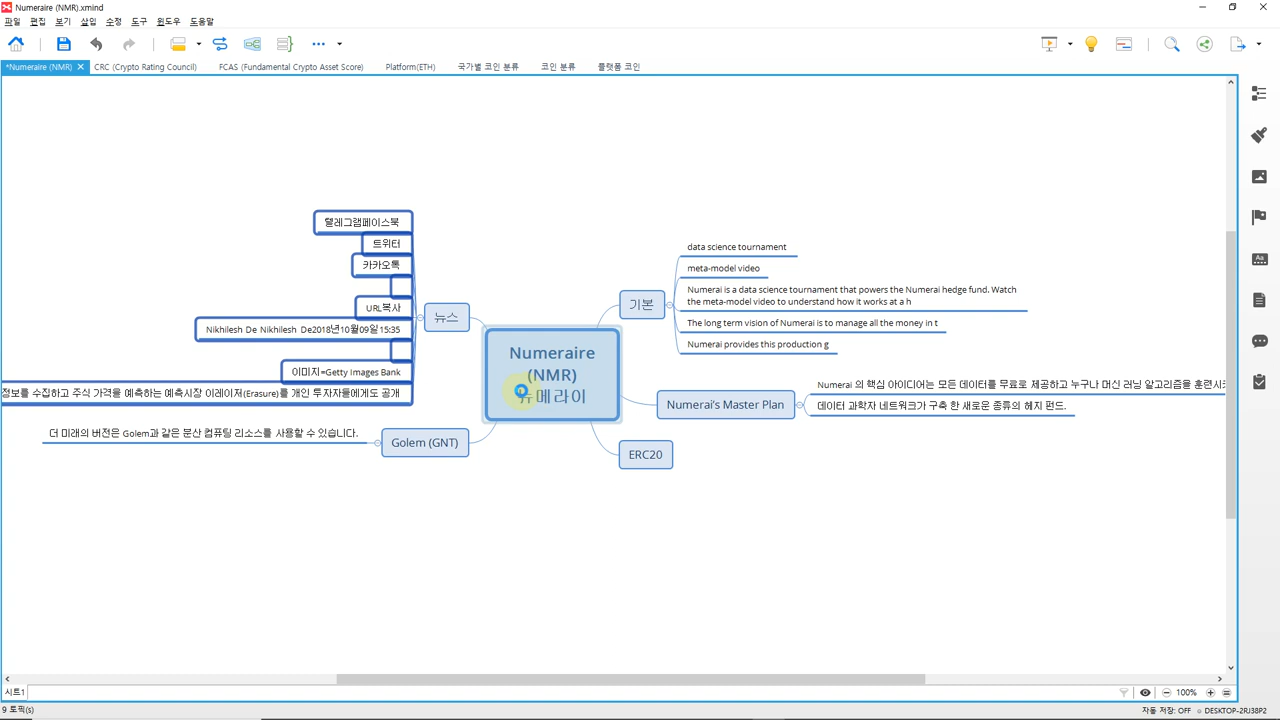 Numeraire (NMR).xmind
파일 편집 보기 삽입 수정 도구 윈도우 도움말
*Numeraire (NMR) CRC (Crypto Rating Council) FCAS (Fundamental Crypto Asset Score) Platform(ETH) 국가별 코인 분류 코인 분류 플랫폼 코인
텔레그램페이스북
트위터
카카오톡
URL복사
Nikhilesh De Nikhilesh De2018년10월09일15:35
이미지=Getty Images Bank
정보를 수집하고 주식 가격을 예측하는 예측시장 이레이저(Erasure)를 개인 투자자들에게도 공개
뉴스
더 미래의 버전은 Golem과 같은 분산 컴퓨팅 리소스를 사용할 수 있습니다.
Golem (GNT)
Numeraire
(NMR)
뉴메라이
기본
data science tournament
meta-model video
Numerai is a data science tournament that powers the Numerai hedge fund. Watch
the meta-model video to understand how it works at a h
The long term vision of Numerai is to manage all the money in t
Numerai provides this production g
Numerai's Master Plan
Numerai 의 핵심 아이디어는 모든 데이터를 무료로 제공하고 누구나 머신 러닝 알고리즘을 훈련시
데이터 과학자 네트워크가 구축 한 새로운 종류의 헤지 펀드.
ERC20
시트1
100%
9 토픽(s)
자동 저장: OFF DESKTOP-2RJ38P2